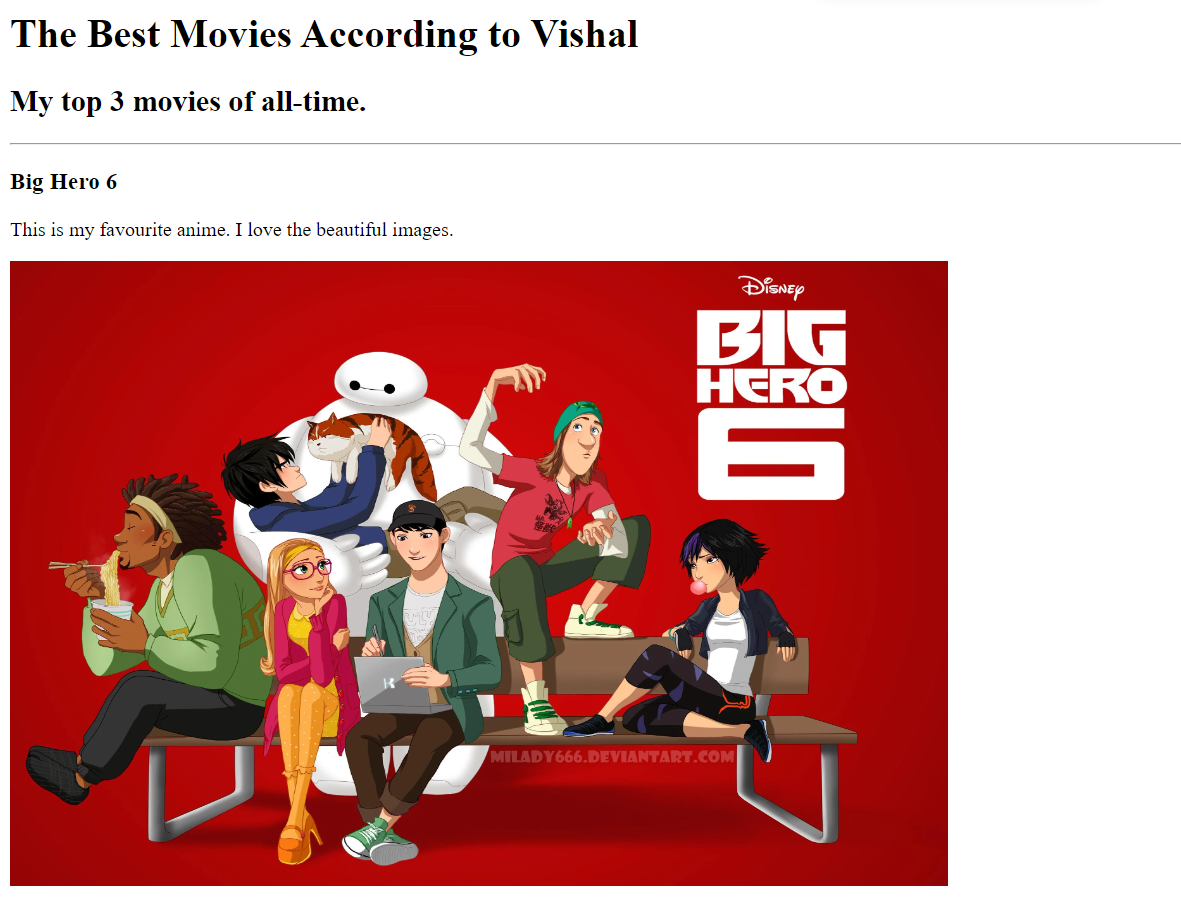 The Best Movies According to Vishal
My top 3 movies of all-time.
Big Hero 6
This is my favourite anime. I love the beautiful images.
Disney
BIG
HERO
6
MILADY666.DEVIANTART.COM